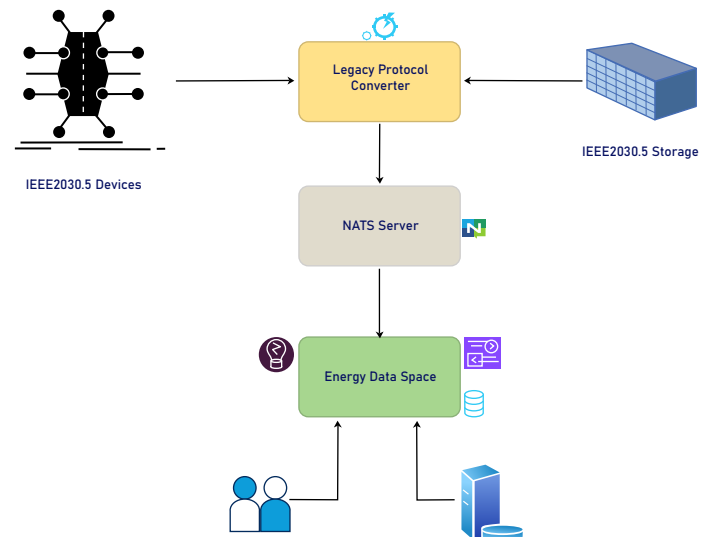 Legacy Protocol
Converter
IEEE2030.5 Storage
IEEE2030.5 Devices
NATS Server
N
Energy Data Space